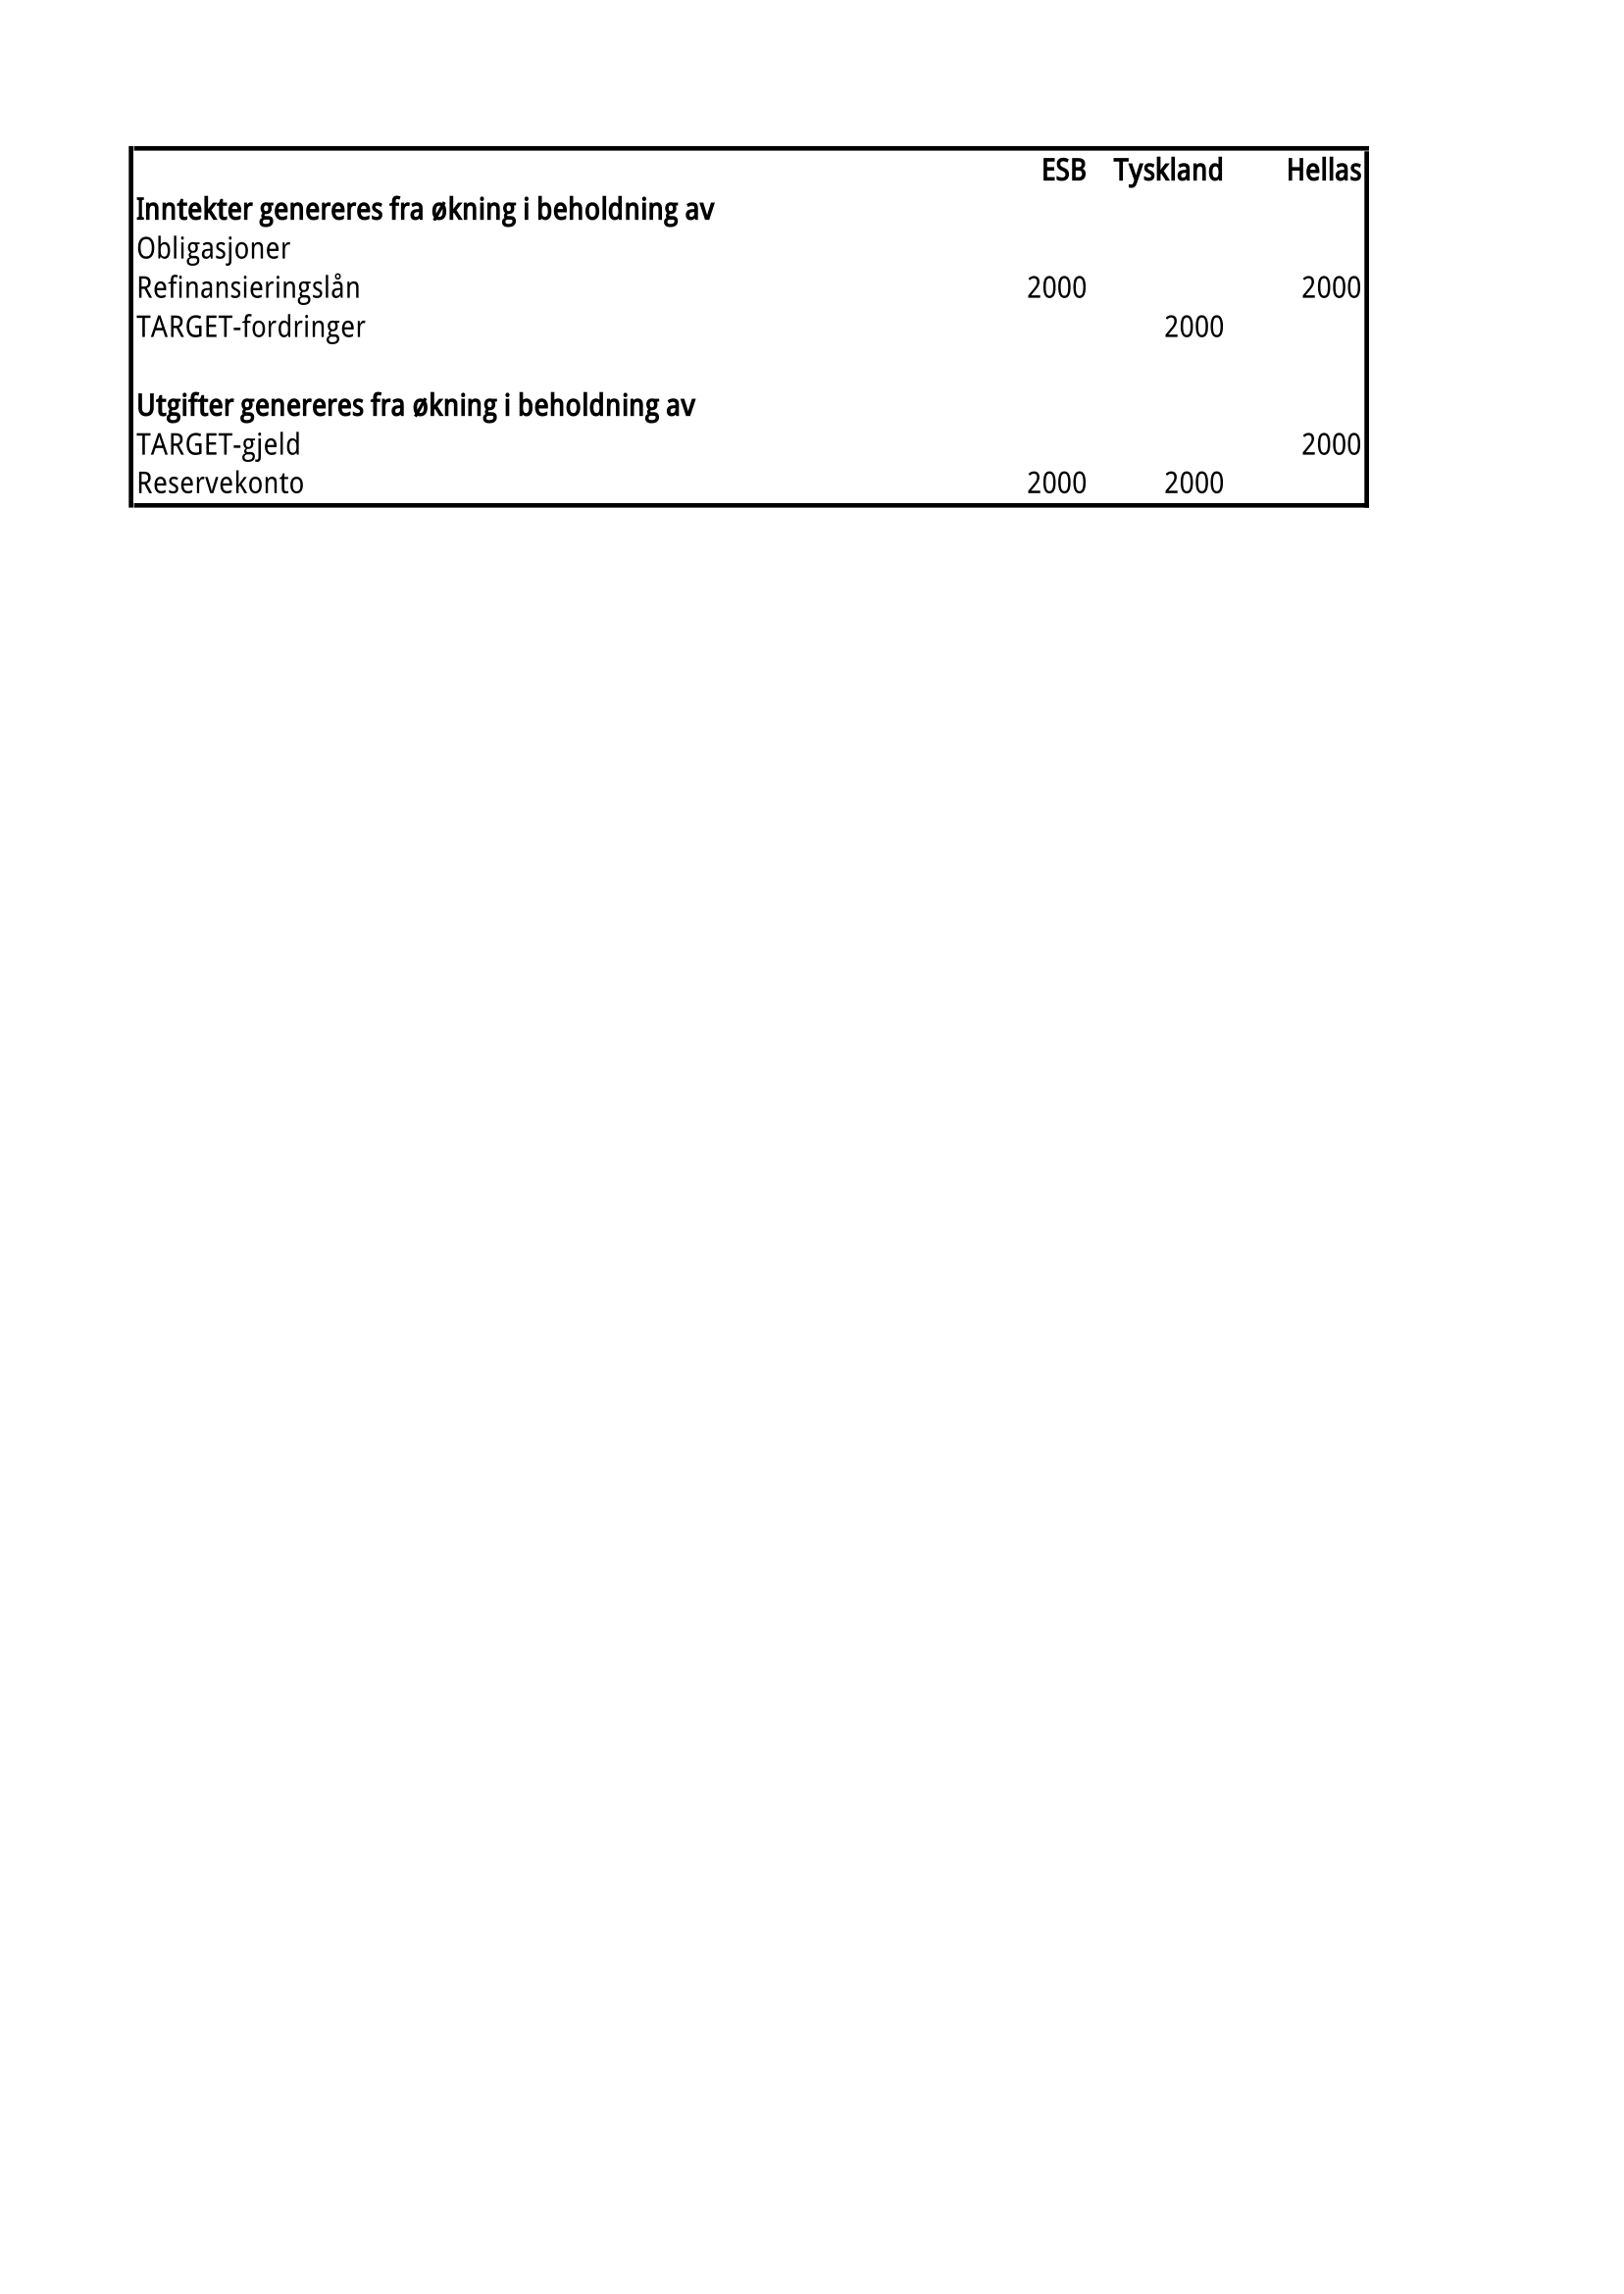 ESB Tyskland Hellas
Inntekter genereres fra økning i beholdning av
Obligasjoner
Refinansieringslån 2000 2000
TARGET-fordringer 2000
Utgifter genereres fra økning i beholdning av
TARGET-gjeld 2000
Reservekonto 2000 2000